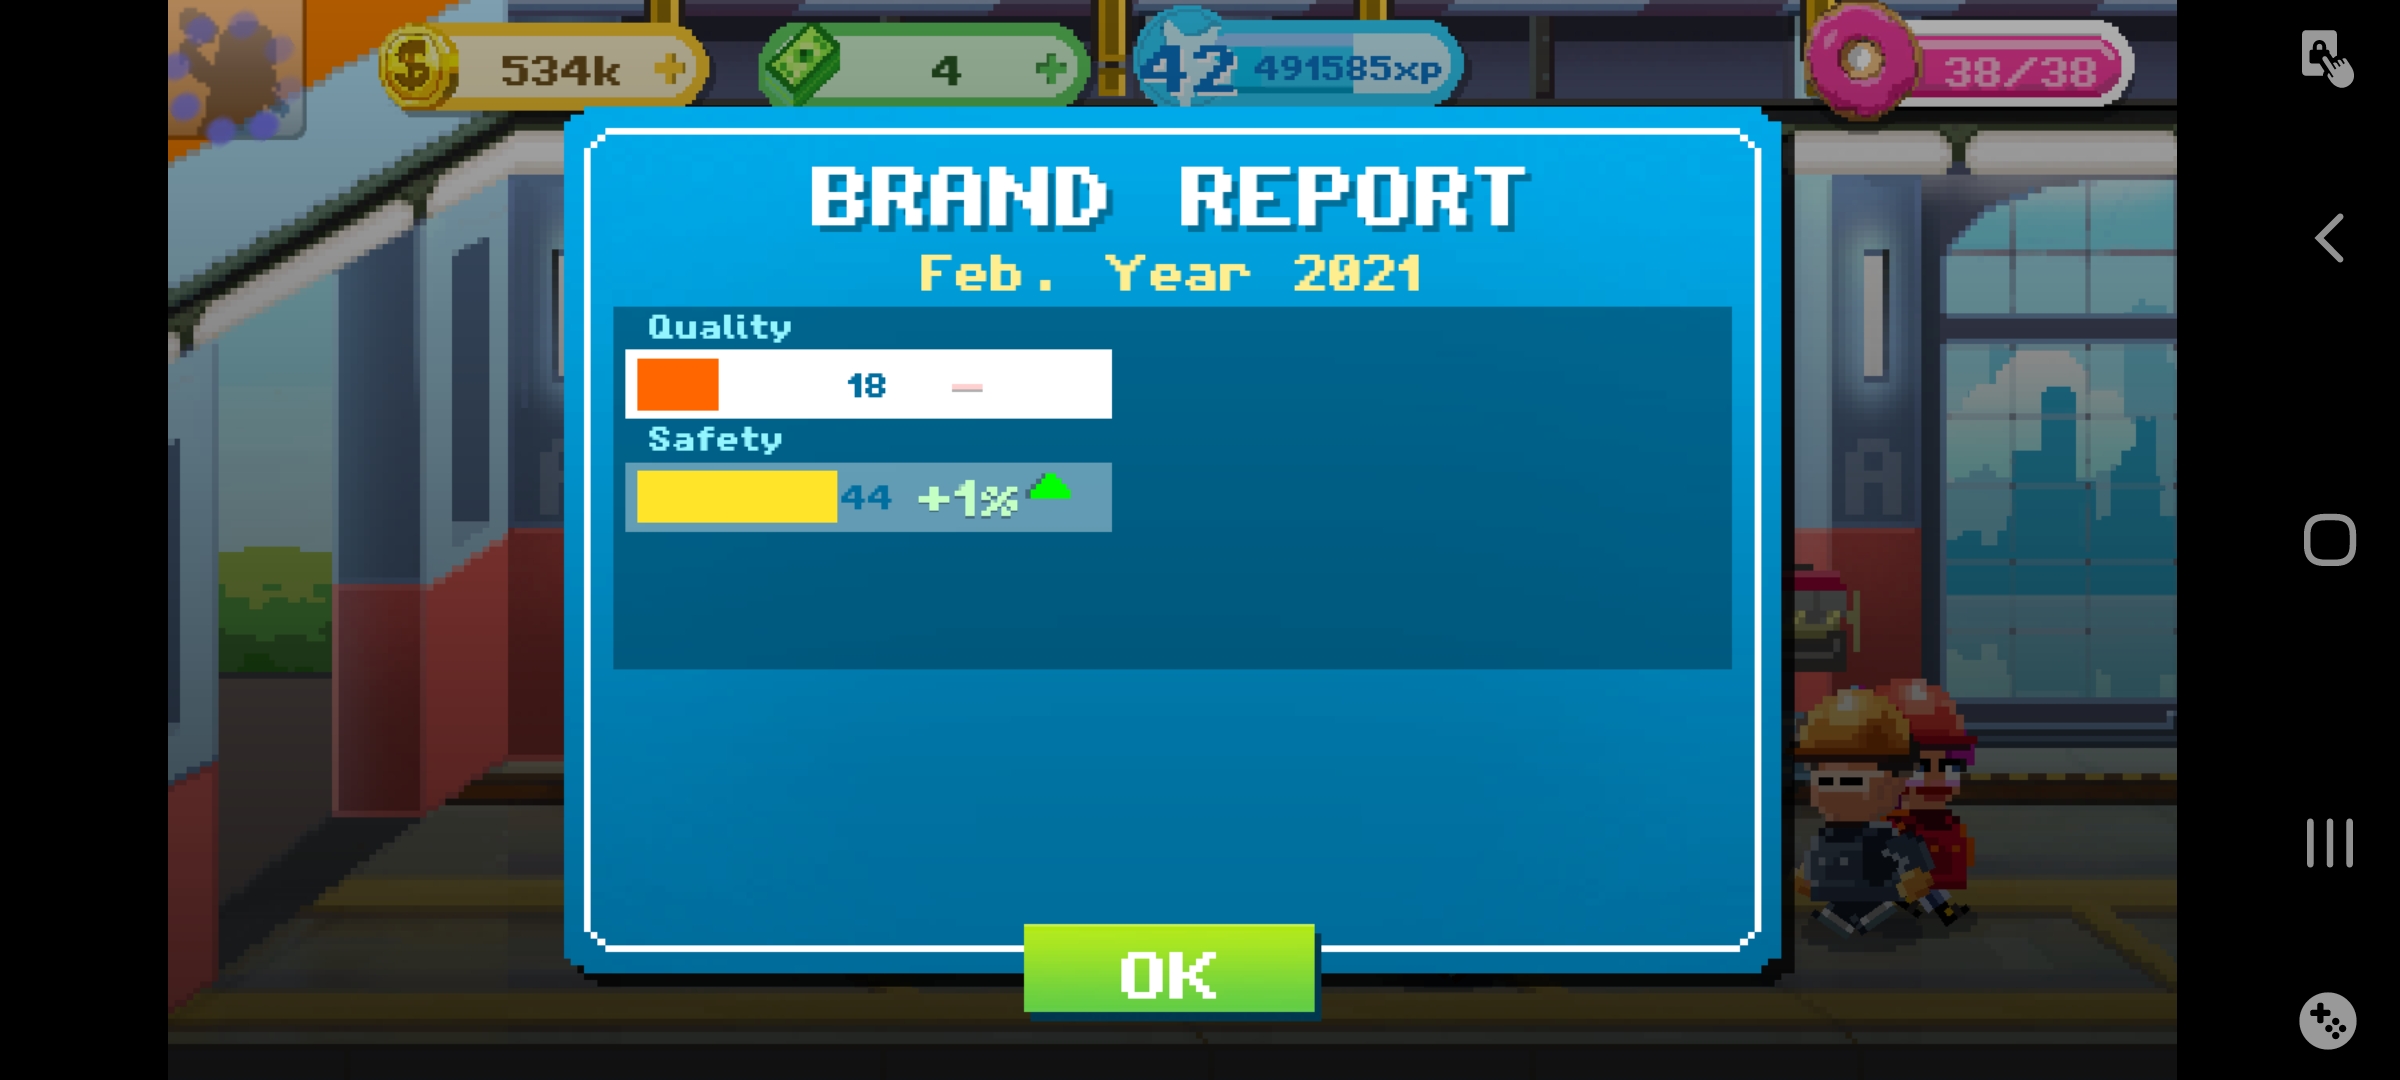 534k
4
42 491585xp
38/38
BRAND REPORT
Feb. Year 2021
Quality
18 —
Safety
44 +1%
A
OK